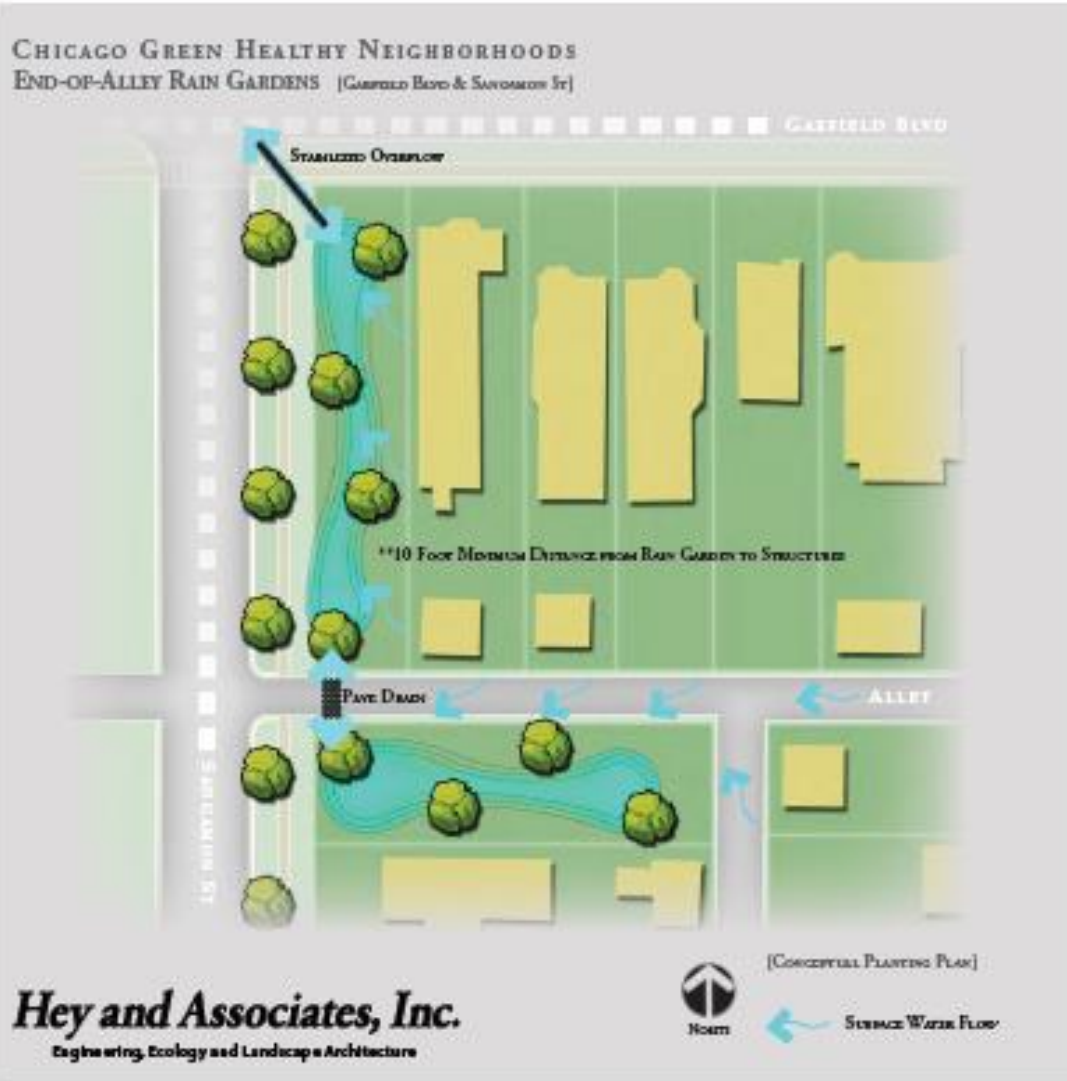 CHICAGO GREEN HEALTHY NEIGHBORHOODS
END-OF-ALLEY RAIN GARDENS [GARFIELD BLVD & SANGAMON ST]
GARFIELD BLVD
STABILIZED OVERFLOW
**10 FOOT MINIMUM DISTANCE FROM RAIN GARDEN TO STRUCTURES
PAVE DRAIN
ALLEY
SANGAMON ST
[CONCEPTUAL PLANTING PLAN]
Hey and Associates, Inc.
Engineering, Ecology and Landscape Architecture
NORTH
SURFACE WATER FLOW